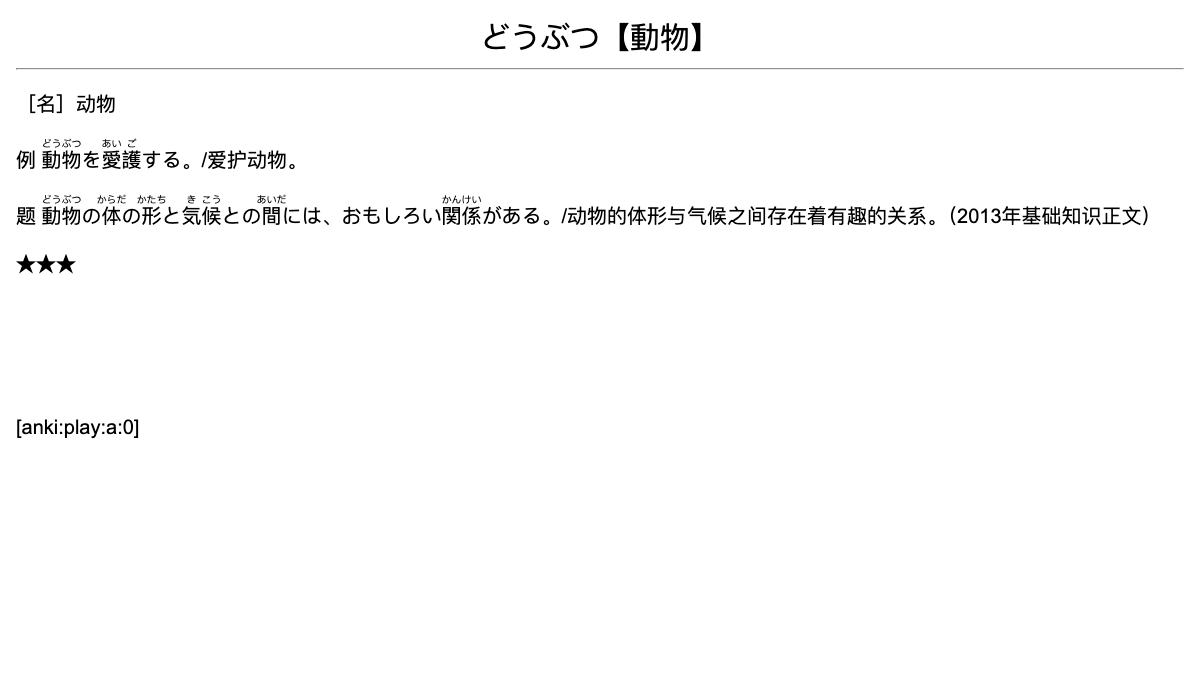 どうぶつ【動物】
［名］动物
どうぶつ あい ご
例 動物を愛護する。/爱护动物。
どうぶつ からだ かたち き こう あいだ かんけい
题 動物の体の形と気候との間には、おもしろい関係がある。/动物的体形与气候之间存在着有趣的关系。（2013年基础知识正文）
★★★
[anki:play:a:0]